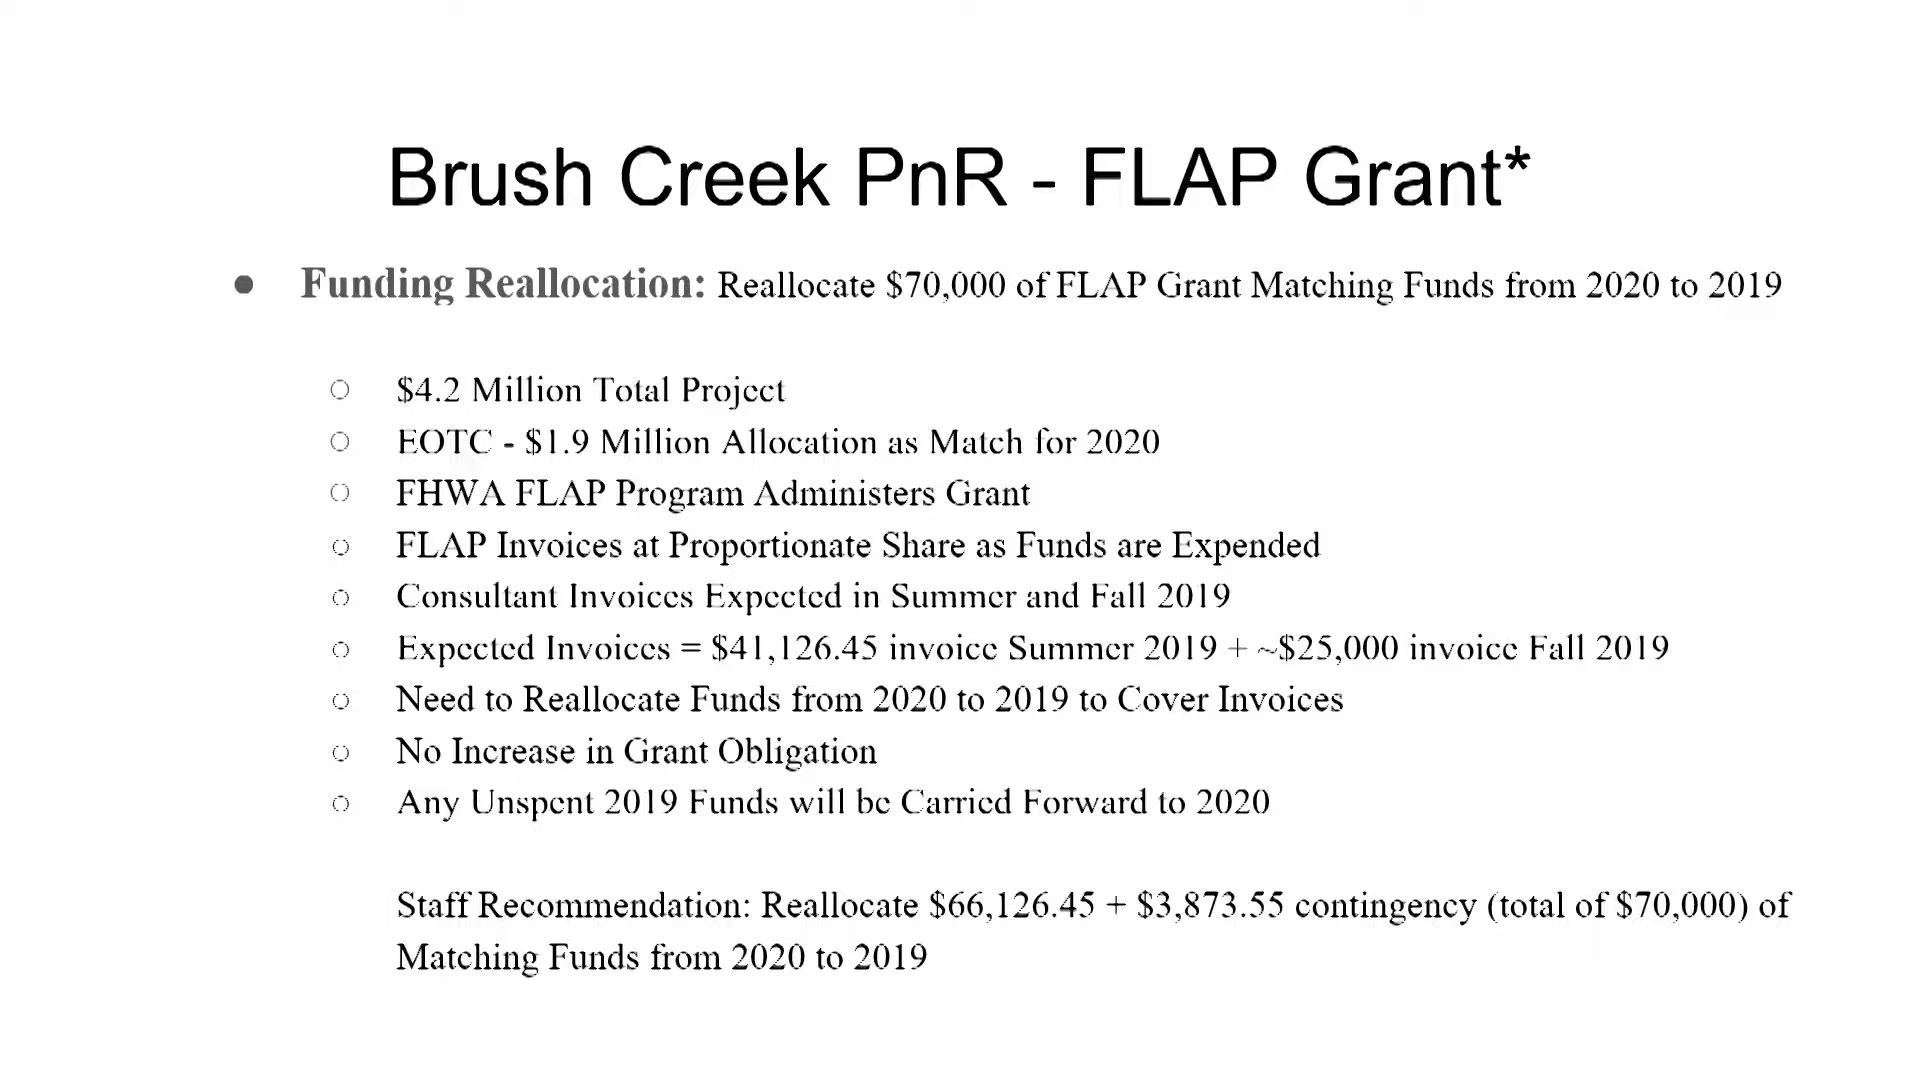 Brush Creek PnR - FLAP Grant*
● Funding Reallocation: Reallocate $70,000 of FLAP Grant Matching Funds from 2020 to 2019
○ $4.2 Million Total Project
○ EOTC - $1.9 Million Allocation as Match for 2020
○ FHWA FLAP Program Administers Grant
○ FLAP Invoices at Proportionate Share as Funds are Expended
○ Consultant Invoices Expected in Summer and Fall 2019
○ Expected Invoices = $41,126.45 invoice Summer 2019 + ~$25,000 invoice Fall 2019
○ Need to Reallocate Funds from 2020 to 2019 to Cover Invoices
○ No Increase in Grant Obligation
○ Any Unspent 2019 Funds will be Carried Forward to 2020
Staff Recommendation: Reallocate $66,126.45 + $3,873.55 contingency (total of $70,000) of
Matching Funds from 2020 to 2019